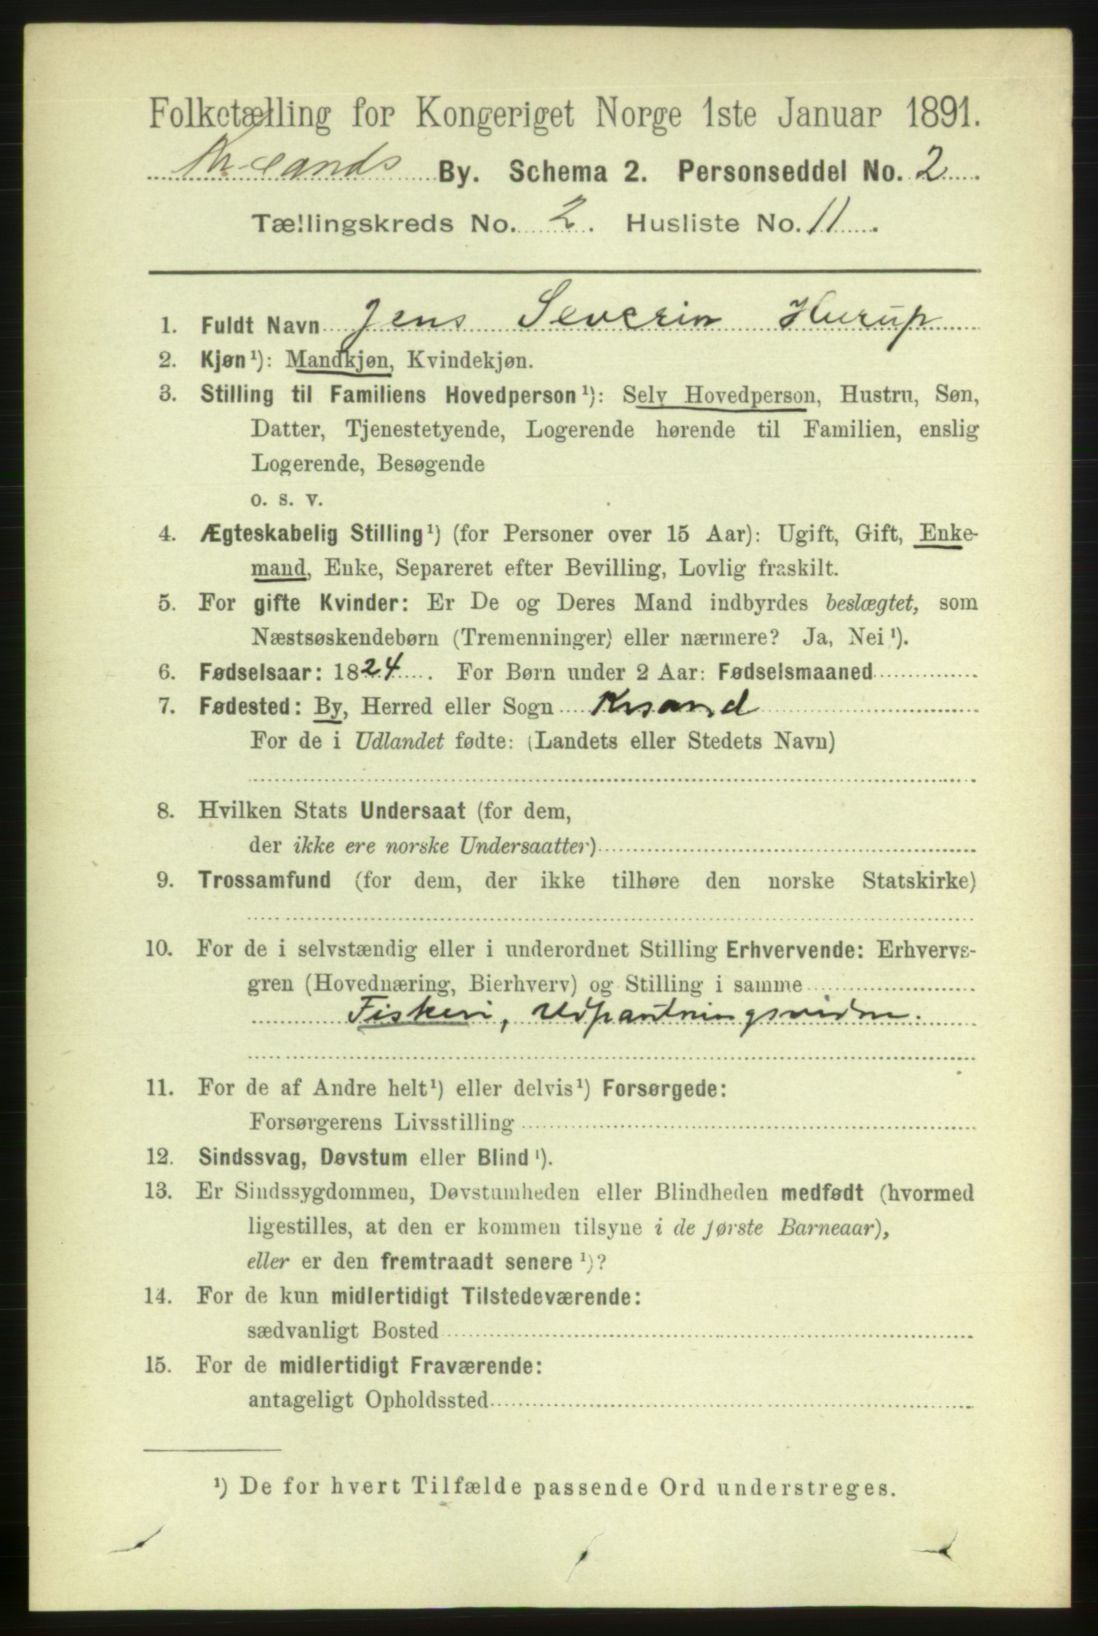 Folketælling for Kongeriget Norge 1ste Januar 1891.
Kr.sands By. Schema 2. Personseddel No. 2.
Tællingskreds No. 2. Husliste No. 11.
1. Fuldt Navn Jens Severin Hurup
2. Kjøn¹): Mandkjøn, Kvindekjøn.
3. Stilling til Familiens Hovedperson¹): Selv Hovedperson, Hustru, Søn,
Datter, Tjenestetyende, Logerende hørende til Familien, enslig
Logerende, Besøgende
o. s. v.
4. Ægteskabelig Stilling¹) (for Personer over 15 Aar): Ugift, Gift, Enke-
mand, Enke, Separeret efter Bevilling, Lovlig fraskilt.
5. For gifte Kvinder: Er De og Deres Mand indbyrdes beslægtet, som
Næstsøskendebørn (Tremenninger) eller nærmere? Ja, Nei¹).
6. Fødselsaar: 1824. For Børn under 2 Aar: Fødselsmaaned
7. Fødested: By, Herred eller Sogn Krsand
For de i Udlandet fødte: (Landets eller Stedets Navn)
8. Hvilken Stats Undersaat (for dem,
der ikke ere norske Undersaatter)
9. Trossamfund (for dem, der ikke tilhøre den norske Statskirke)
10. For de i selvstændig eller i underordnet Stilling Erhvervende: Erhvervs-
gren (Hovednæring, Bierhverv) og Stilling i samme
Fiskeri, Udpantningsvidne.
11. For de af Andre helt¹) eller delvis¹) Forsørgede:
Forsørgerens Livsstilling
12. Sindssvag, Døvstum eller Blind¹).
13. Er Sindssygdommen, Døvstumheden eller Blindheden medfødt (hvormed
ligestilles, at den er kommen tilsyne i de første Barneaar),
eller er den fremtraadt senere¹)?
14. For de kun midlertidigt Tilstedeværende:
sædvanligt Bosted
15. For de midlertidigt Fraværende:
antageligt Opholdssted
¹) De for hvert Tilfælde passende Ord understreges.